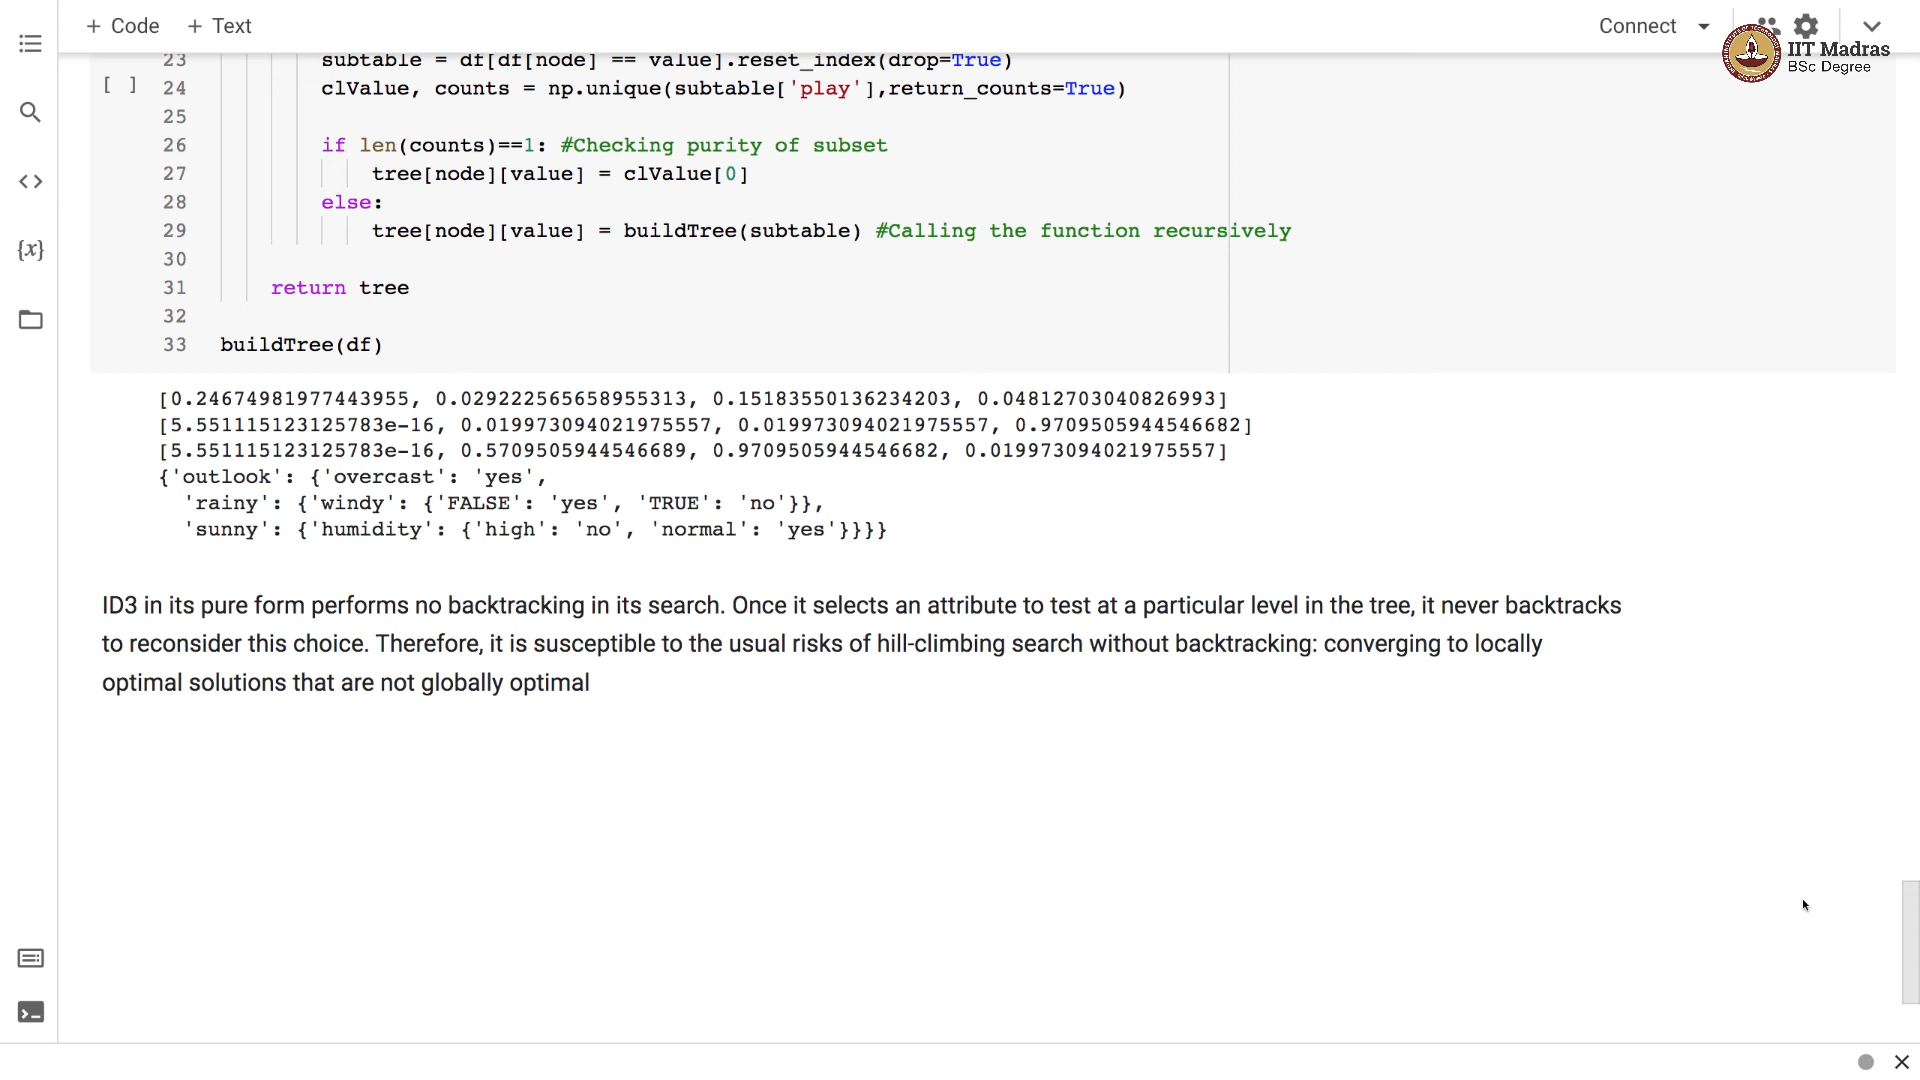 + Code + Text
Connect
IIT Madras
BSc Degree
23 subtable = df[df[node] == value].reset_index(drop=True)
[ ] 24 clValue, counts = np.unique(subtable['play'],return_counts=True)
25
26 if len(counts)==1: #Checking purity of subset
27 tree[node][value] = clValue[0]
28 else:
29 tree[node][value] = buildTree(subtable) #Calling the function recursively
30
31 return tree
32
33 buildTree(df)
[0.24674981977443955, 0.029222565658955313, 0.15183550136234203, 0.04812703040826993]
[5.551115123125783e-16, 0.019973094021975557, 0.019973094021975557, 0.9709505944546682]
[5.551115123125783e-16, 0.5709505944546689, 0.9709505944546682, 0.019973094021975557]
{'outlook': {'overcast': 'yes',
'rainy': {'windy': {'FALSE': 'yes', 'TRUE': 'no'}},
'sunny': {'humidity': {'high': 'no', 'normal': 'yes'}}}}
ID3 in its pure form performs no backtracking in its search. Once it selects an attribute to test at a particular level in the tree, it never backtracks
to reconsider this choice. Therefore, it is susceptible to the usual risks of hill-climbing search without backtracking: converging to locally
optimal solutions that are not globally optimal